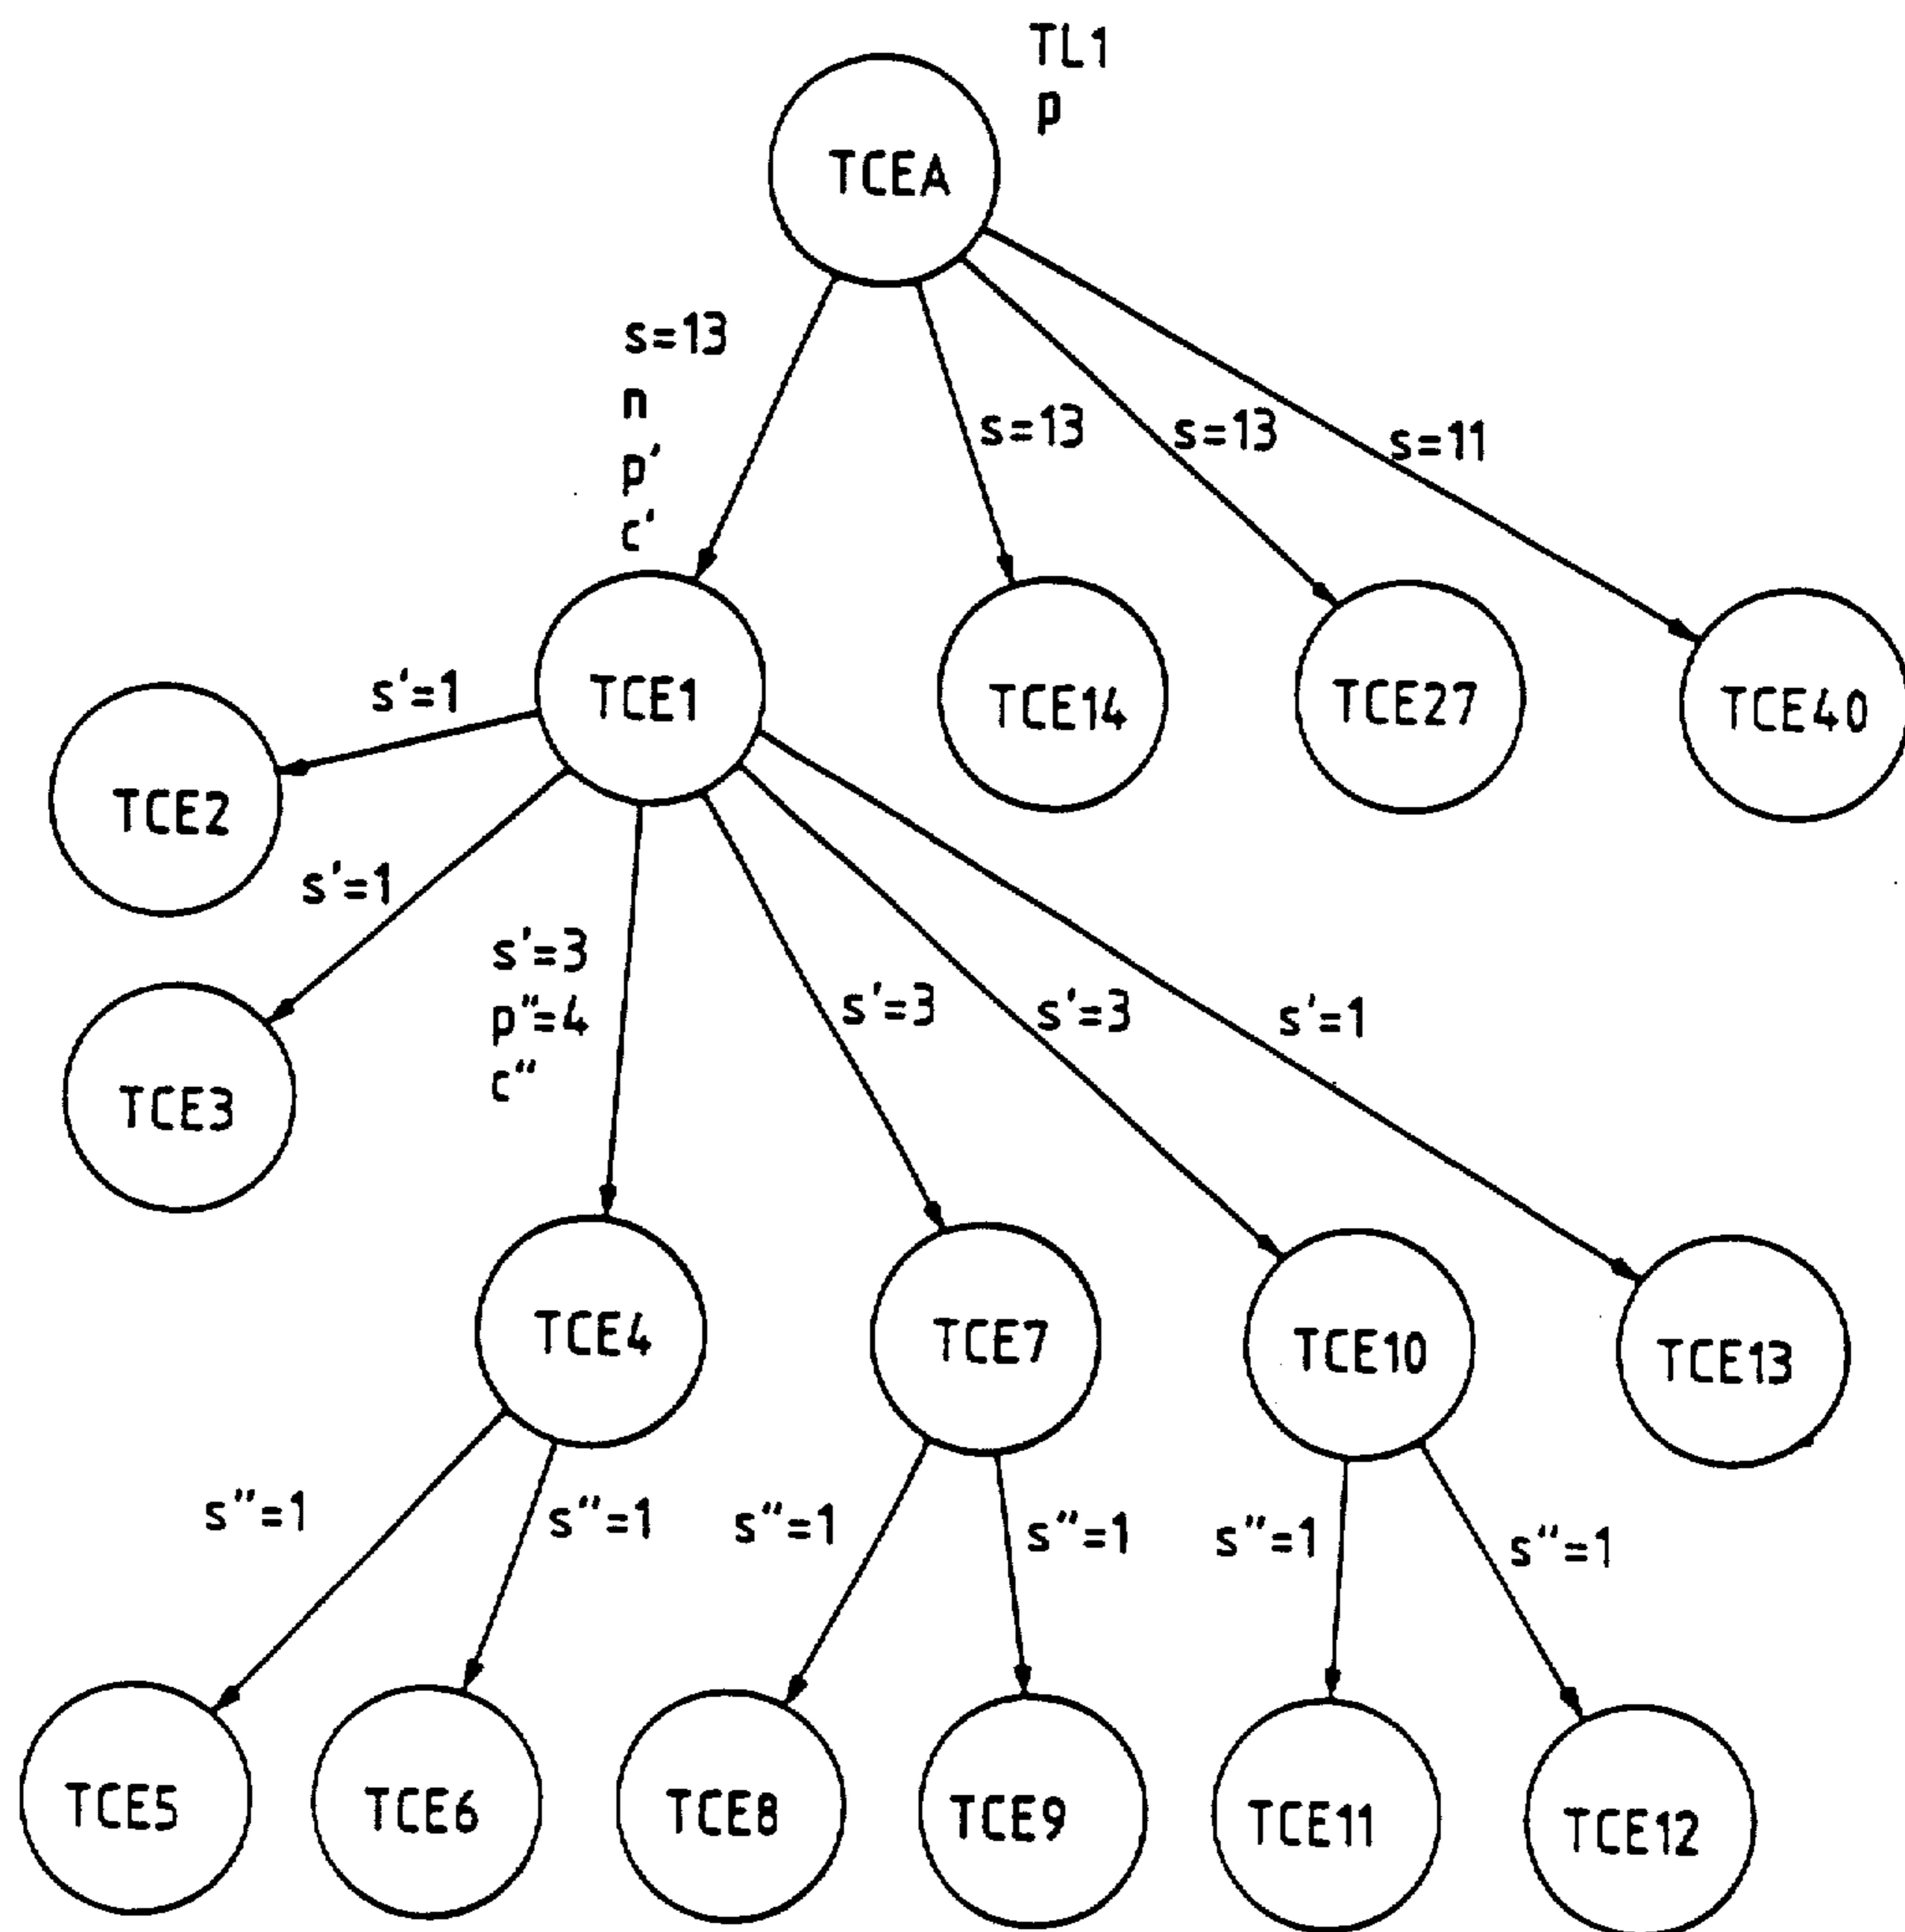 TL1
p
TCEA
s=13
n
p'
c'
s=13
s=13
s=11
TCE1
TCE14
TCE27
TCE40
s'=1
TCE2
s'=1
TCE3
s'=3
p"=4
c"
s'=3
s'=3
s'=1
TCE4
TCE7
TCE10
TCE13
s"=1
s"=1
s"=1
s"=1
s"=1
s"=1
TCE5
TCE6
TCE8
TCE9
TCE11
TCE12